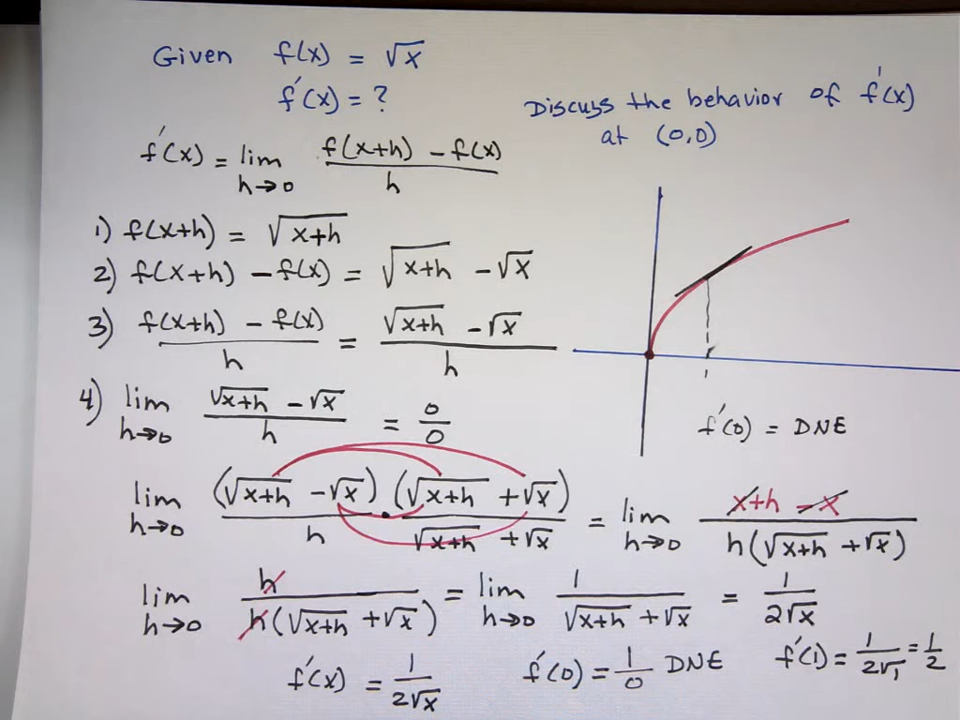 Given f(x) = √x
f'(x) = ?
Discuss the behavior of f'(x)
at (0,0)
f'(x) = lim h→0 (f(x+h) - f(x))/h
1) f(x+h) = √(x+h)
2) f(x+h) - f(x) = √(x+h) - √x
3) (f(x+h) - f(x))/h = (√(x+h) - √x)/h
4) lim h→0 (√(x+h) - √x)/h = 0/0
f'(0) = DNE
lim h→0 (√(x+h) - √x)/h · (√(x+h) + √x)/(√(x+h) + √x) = lim h→0 (x+h - x)/(h(√(x+h) + √x))
lim h→0 h/(h(√(x+h) + √x)) = lim h→0 1/(√(x+h) + √x) = 1/(2√x)
f'(x) = 1/(2√x) f'(0) = 1/0 DNE f'(1) = 1/(2√1) = 1/2